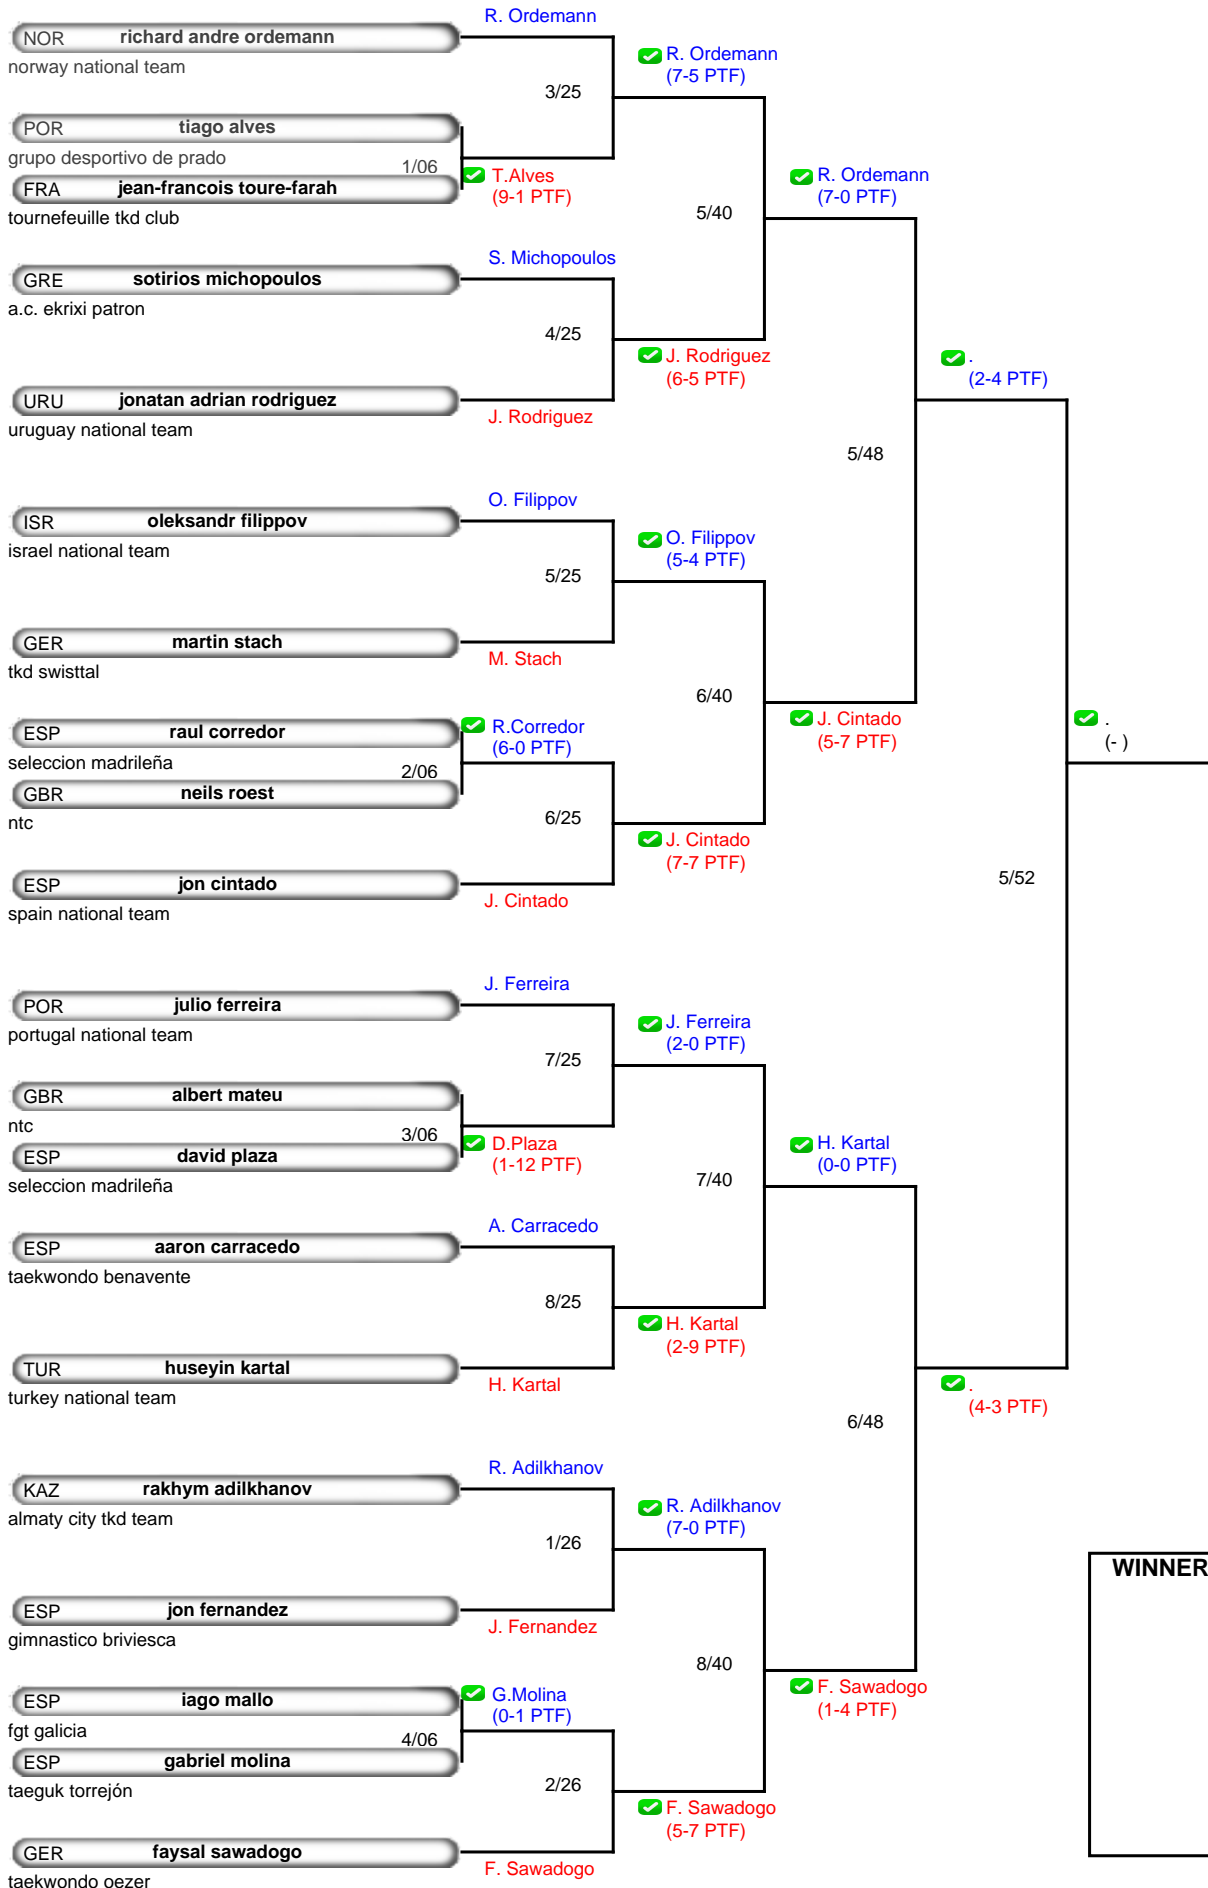 R. Ordemann
NOR richard andre ordemann
norway national team
R. Ordemann
(7-5 PTF)
3/25
POR tiago alves
grupo desportivo de prado
1/06
T.Alves
(9-1 PTF)
FRA jean-francois toure-farah
tournefeuille tkd club
R. Ordemann
(7-0 PTF)
5/40
S. Michopoulos
GRE sotirios michopoulos
a.c. ekrixi patron
4/25
J. Rodriguez
(6-5 PTF)
.
(2-4 PTF)
URU jonatan adrian rodriguez
J. Rodriguez
uruguay national team
5/48
O. Filippov
ISR oleksandr filippov
israel national team
O. Filippov
(5-4 PTF)
5/25
GER martin stach
M. Stach
tkd swisttal
6/40
J. Cintado
(5-7 PTF)
.
(- )
ESP raul corredor
R.Corredor
(6-0 PTF)
seleccion madrileña
2/06
GBR neils roest
ntc
6/25
J. Cintado
(7-7 PTF)
ESP jon cintado
J. Cintado
spain national team
5/52
J. Ferreira
POR julio ferreira
portugal national team
J. Ferreira
(2-0 PTF)
7/25
GBR albert mateu
ntc
3/06
D.Plaza
(1-12 PTF)
ESP david plaza
seleccion madrileña
H. Kartal
(0-0 PTF)
7/40
A. Carracedo
ESP aaron carracedo
taekwondo benavente
8/25
H. Kartal
(2-9 PTF)
TUR huseyin kartal
H. Kartal
turkey national team
.
(4-3 PTF)
6/48
R. Adilkhanov
KAZ rakhym adilkhanov
almaty city tkd team
R. Adilkhanov
(7-0 PTF)
1/26
WINNER
ESP jon fernandez
J. Fernandez
gimnastico briviesca
8/40
F. Sawadogo
(1-4 PTF)
ESP iago mallo
G.Molina
(0-1 PTF)
fgt galicia
4/06
ESP gabriel molina
taeguk torrejón
2/26
F. Sawadogo
(5-7 PTF)
GER faysal sawadogo
F. Sawadogo
taekwondo oezer